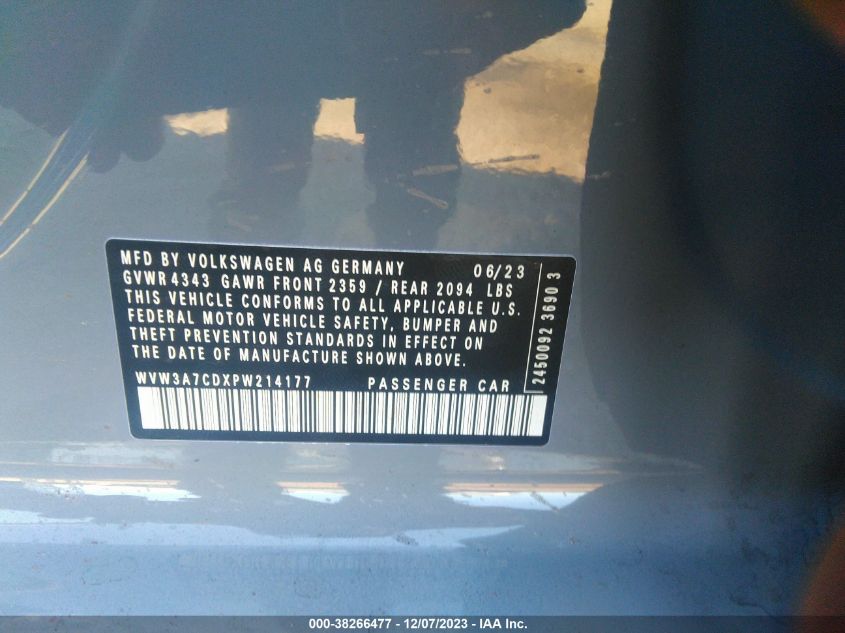 MFD BY VOLKSWAGEN AG GERMANY 06/23
GVWR 4343 GAWR FRONT 2359 / REAR 2094 LBS
THIS VEHICLE CONFORMS TO ALL APPLICABLE U.S.
FEDERAL MOTOR VEHICLE SAFETY, BUMPER AND
THEFT PREVENTION STANDARDS IN EFFECT ON
THE DATE OF MANUFACTURE SHOWN ABOVE.
WVW3A7CDXPW214177 PASSENGER CAR
2450092 3690 3
000-38266477 - 12/07/2023 - IAA Inc.